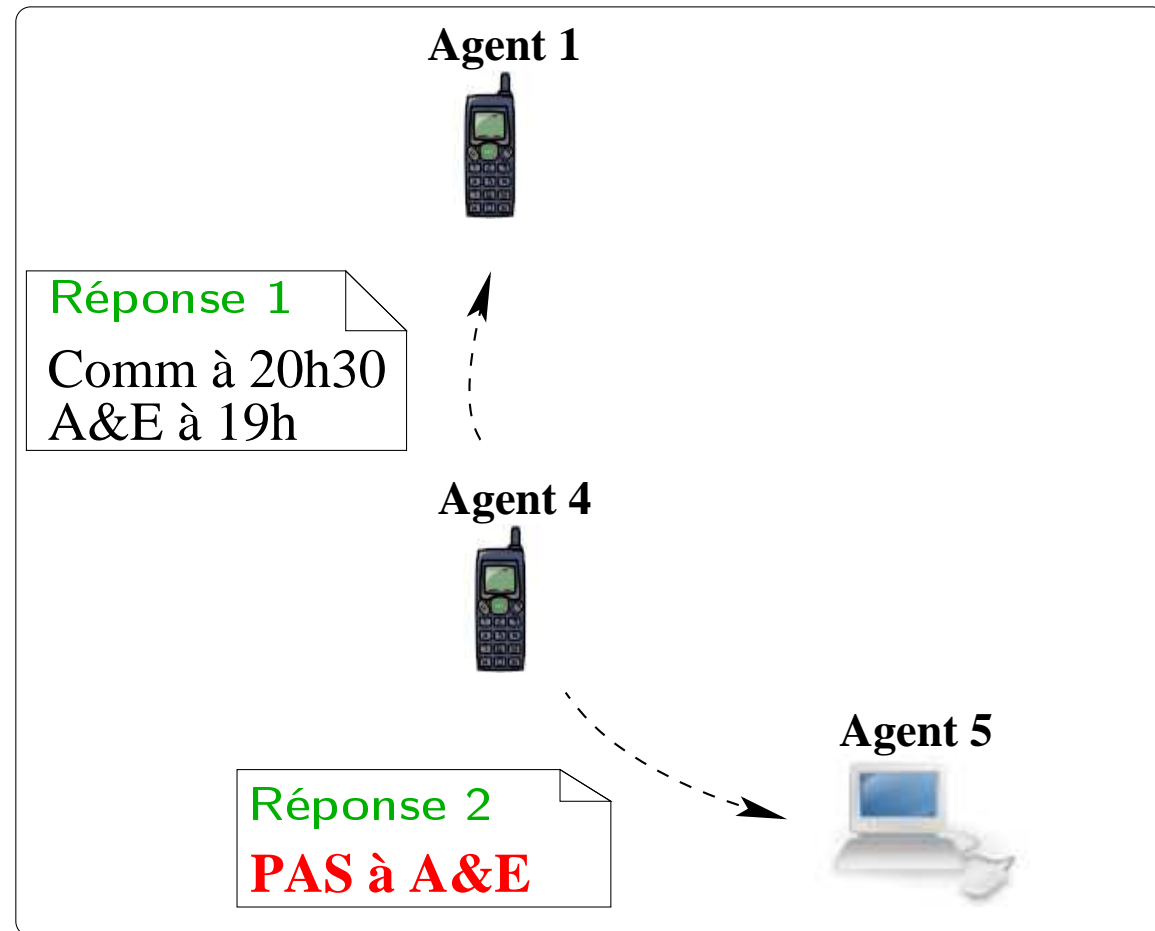 Agent 1
Réponse 1
Comm à 20h30
A&E à 19h
Agent 4
Agent 5
Réponse 2
PAS à A&E